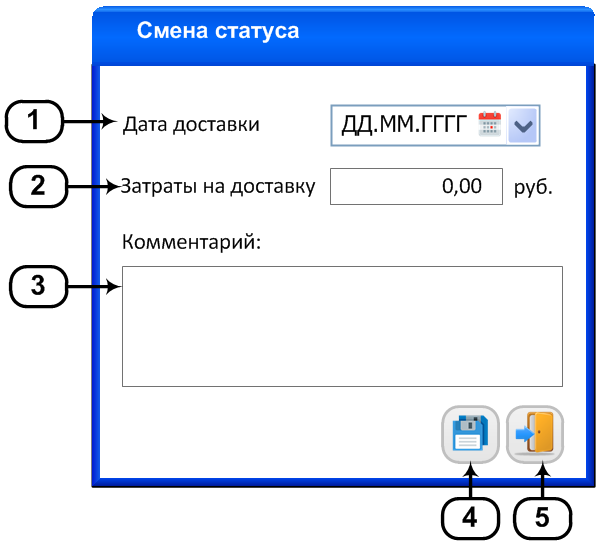 Смена статуса
1
Дата доставки ДД.ММ.ГГГГ
2
Затраты на доставку 0,00 руб.
Комментарий:
3
4 5